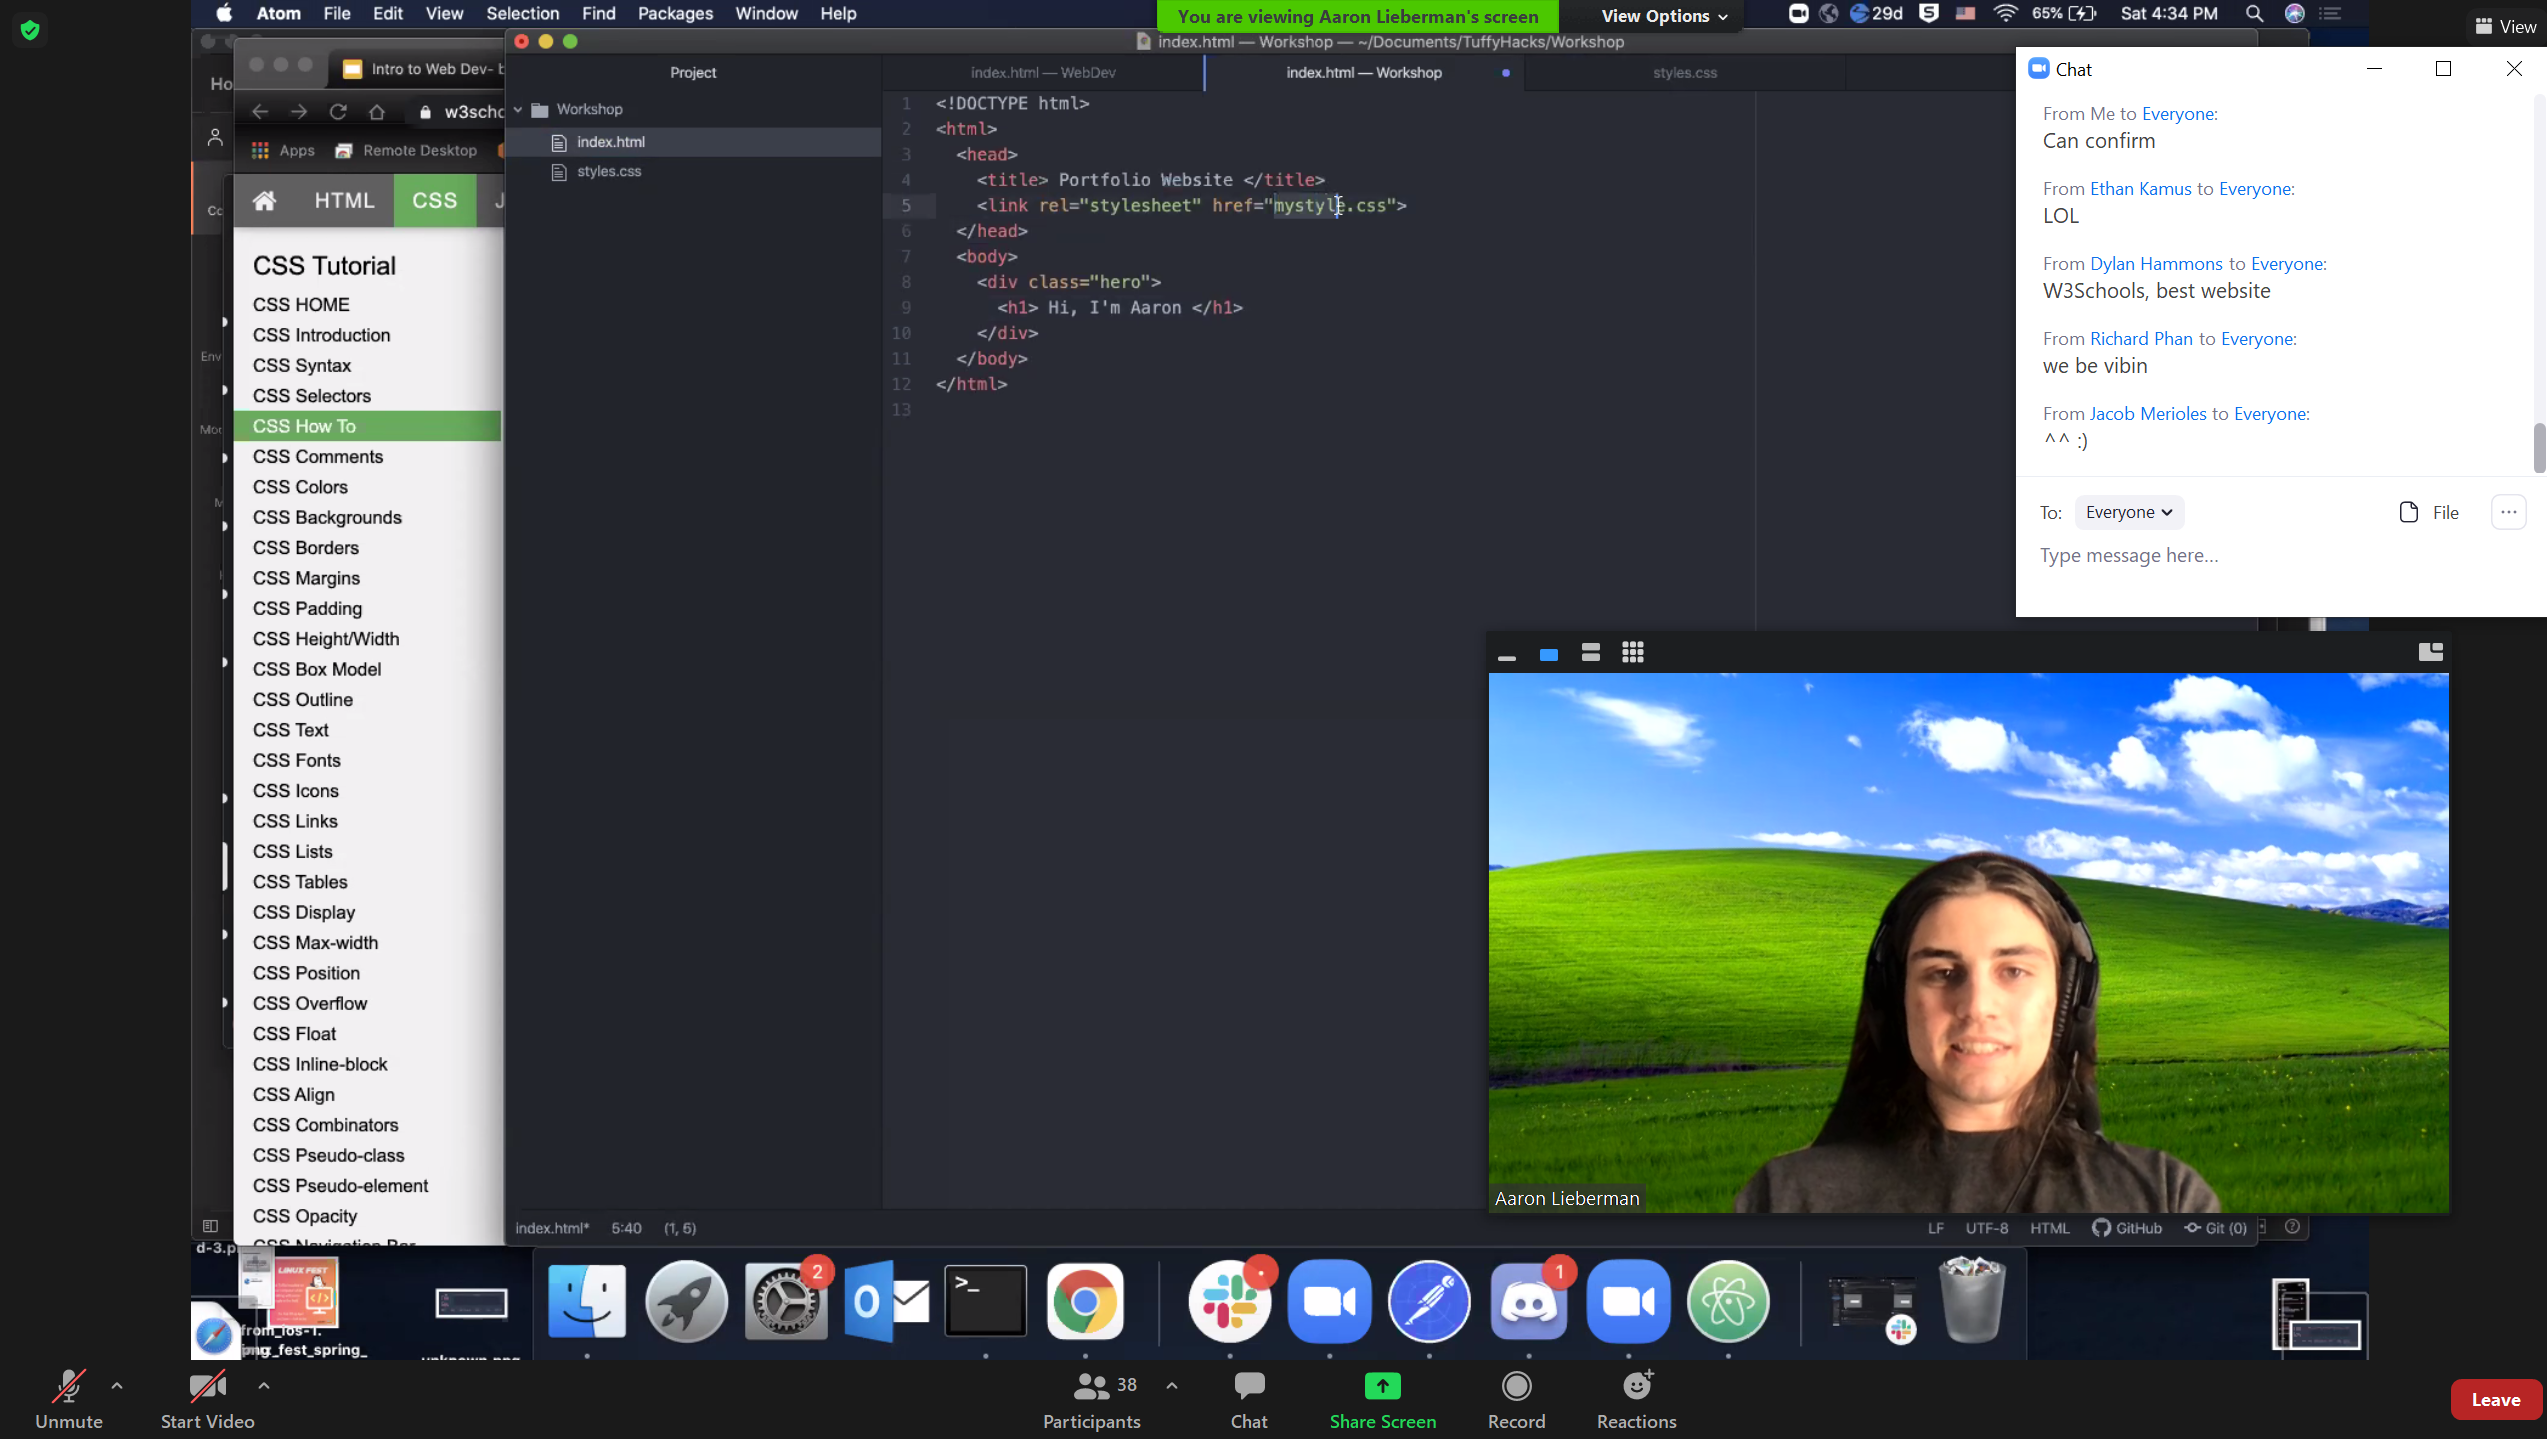 Atom File Edit View Selection Find Packages Window Help
You are viewing Aaron Lieberman's screen
View Options
29d
65%
Sat 4:34 PM
View
index.html — Workshop — ~/Documents/TuffyHacks/Workshop
Intro to Web Dev- b
w3scho
Apps
Remote Desktop
HTML
CSS
CSS Tutorial
CSS HOME
CSS Introduction
CSS Syntax
CSS Selectors
CSS How To
CSS Comments
CSS Colors
CSS Backgrounds
CSS Borders
CSS Margins
CSS Padding
CSS Height/Width
CSS Box Model
CSS Outline
CSS Text
CSS Fonts
CSS Icons
CSS Links
CSS Lists
CSS Tables
CSS Display
CSS Max-width
CSS Position
CSS Overflow
CSS Float
CSS Inline-block
CSS Align
CSS Combinators
CSS Pseudo-class
CSS Pseudo-element
CSS Opacity
CSS Navigation Bar
Project
Workshop
index.html
styles.css
index.html — WebDev
index.html — Workshop
styles.css
1 <!DOCTYPE html>
2 <html>
3 <head>
4 <title> Portfolio Website </title>
5 <link rel="stylesheet" href="mystyle.css">
6 </head>
7 <body>
8 <div class="hero">
9 <h1> Hi, I'm Aaron </h1>
10 </div>
11 </body>
12 </html>
13
Chat
From Me to Everyone:
Can confirm
From Ethan Kamus to Everyone:
LOL
From Dylan Hammons to Everyone:
W3Schools, best website
From Richard Phan to Everyone:
we be vibin
From Jacob Merioles to Everyone:
^^ :)
To: Everyone
File
Type message here...
Aaron Lieberman
index.html* 5:40 (1, 6)
LF UTF-8 HTML GitHub Git (0)
d-3.p
LINUX FEST
from_ios-1.
_fest_spring_
unknown.png
2
1
Unmute
Start Video
38
Participants
Chat
Share Screen
Record
Reactions
Leave